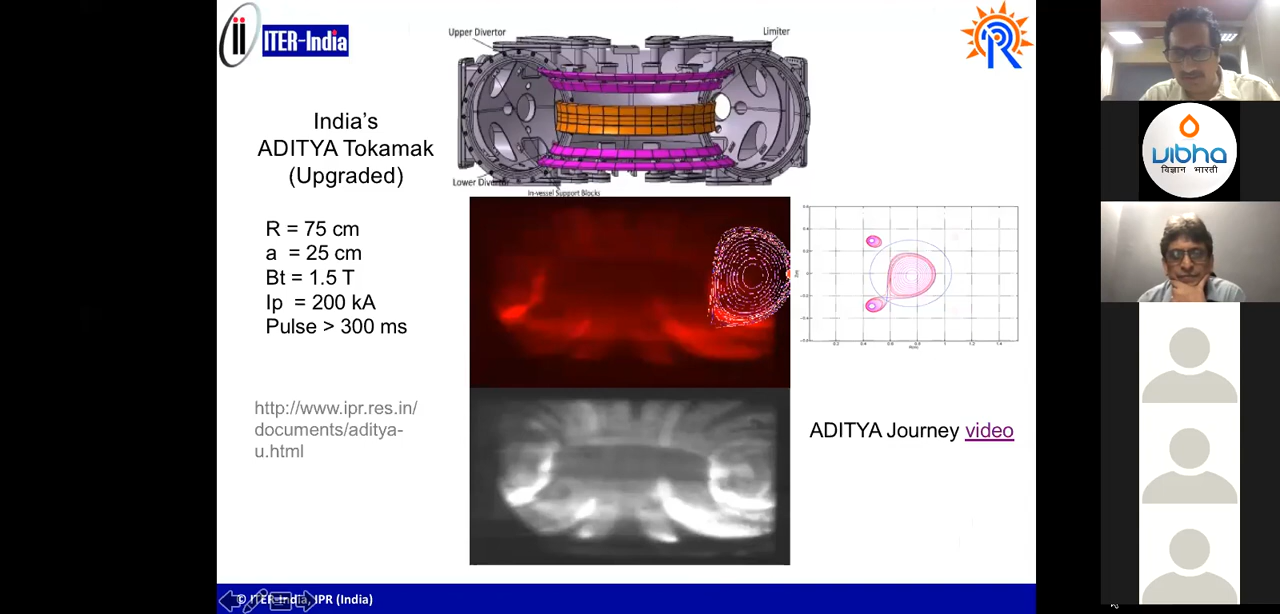 ITER-India
Upper Divertor
Limiter
India's
ADITYA Tokamak
(Upgraded)
Lower Divertor
In-vessel Support Blocks
R = 75 cm
a = 25 cm
Bt = 1.5 T
Ip = 200 kA
Pulse > 300 ms
http://www.ipr.res.in/
documents/aditya-
u.html
ADITYA Journey video
© ITER-India, IPR (India)
vibha
विज्ञान भारती